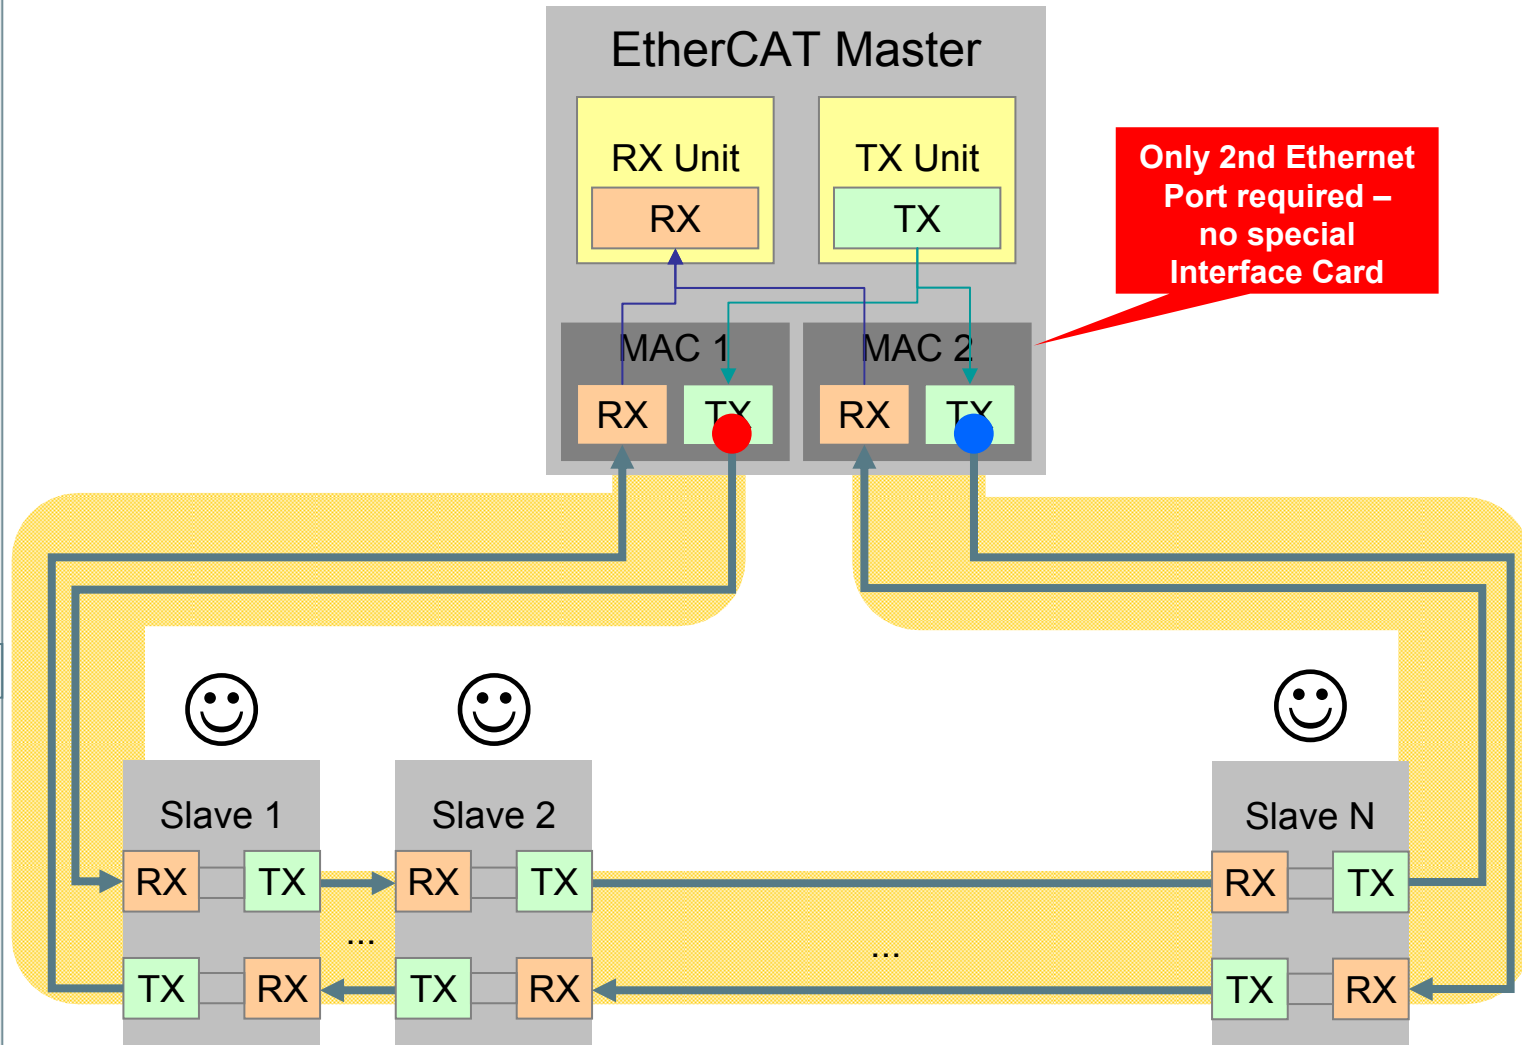 EtherCAT Master
RX Unit
TX Unit
RX
TX
Only 2nd Ethernet
Port required –
no special
Interface Card
MAC 1
MAC 2
RX
TX
RX
TX
Slave 1
Slave 2
Slave N
RX
TX
RX
TX
RX
TX
...
...
TX
RX
TX
RX
TX
RX